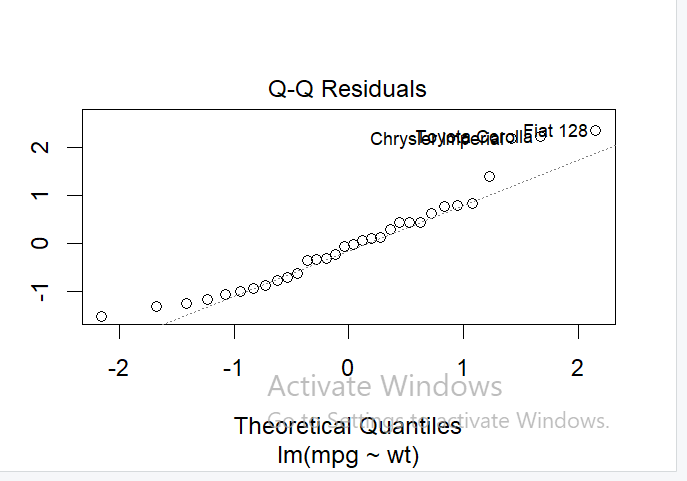 Q-Q Residuals
Chrysler Imperial
Toyota Corolla
Fiat 128
2
1
0
-1
-2 -1 0 1 2
Activate Windows
Go to Settings to activate Windows.
Theoretical Quantiles
lm(mpg ~ wt)